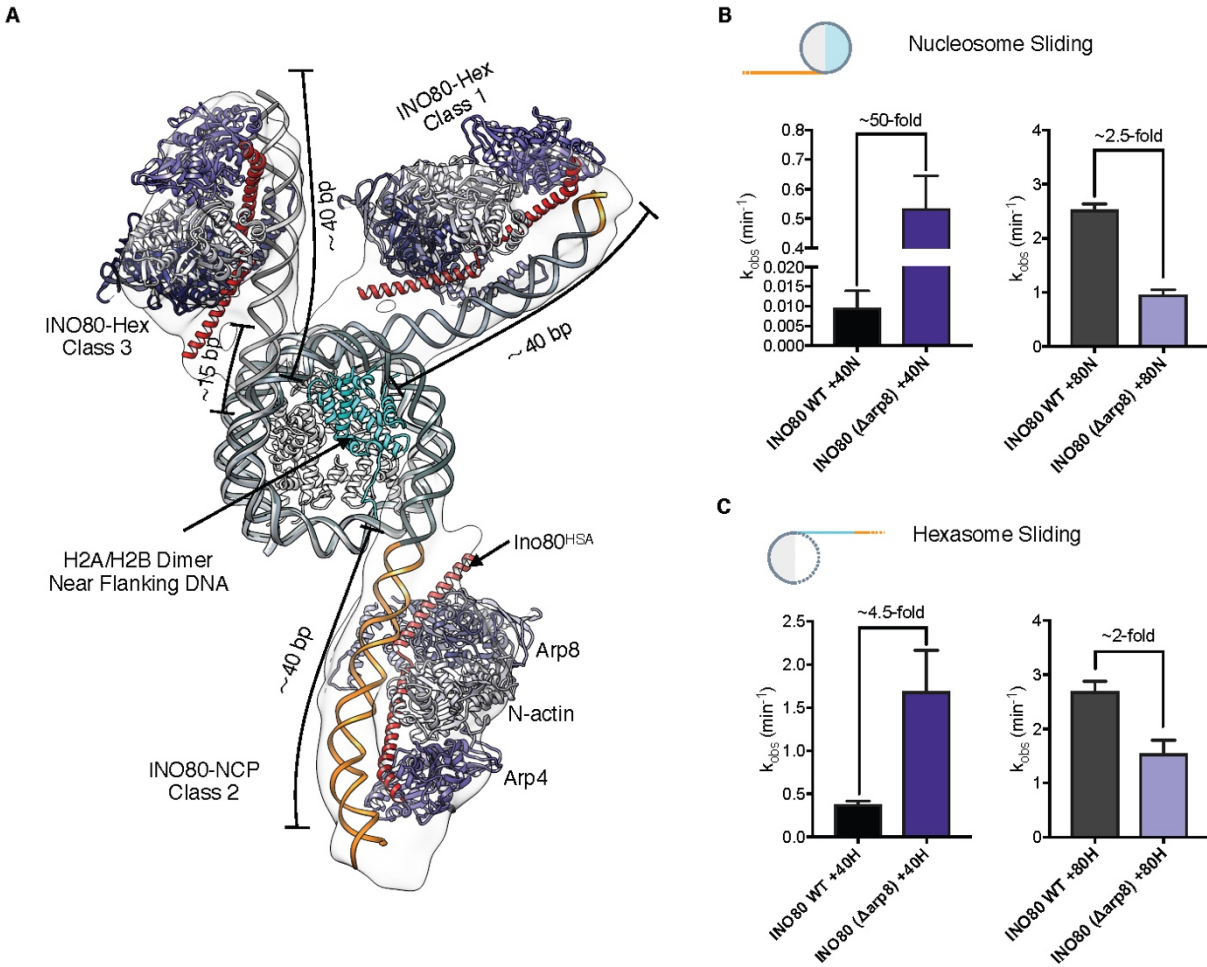 A
INO80-Hex
Class 1
~ 40 bp
~ 40 bp
INO80-Hex
Class 3
~15 bp
H2A/H2B Dimer
Near Flanking DNA
Ino80HSA
~40 bp
Arp8
N-actin
Arp4
INO80-NCP
Class 2
B
Nucleosome Sliding
~50-fold
0.8
0.7
0.6
0.5
0.4
0.020
0.015
0.010
0.005
0.000
kobs (min-1)
INO80 WT +40N
INO80 (Δarp8) +40N
~2.5-fold
4
3
2
1
0
kobs (min-1)
INO80 WT +80N
INO80 (Δarp8) +80N
C
Hexasome Sliding
~4.5-fold
2.5
2.0
1.5
1.0
0.5
0.0
kobs (min-1)
INO80 WT +40H
INO80 (Δarp8) +40H
~2-fold
4
3
2
1
0
kobs (min-1)
INO80 WT +80H
INO80 (Δarp8) +80H